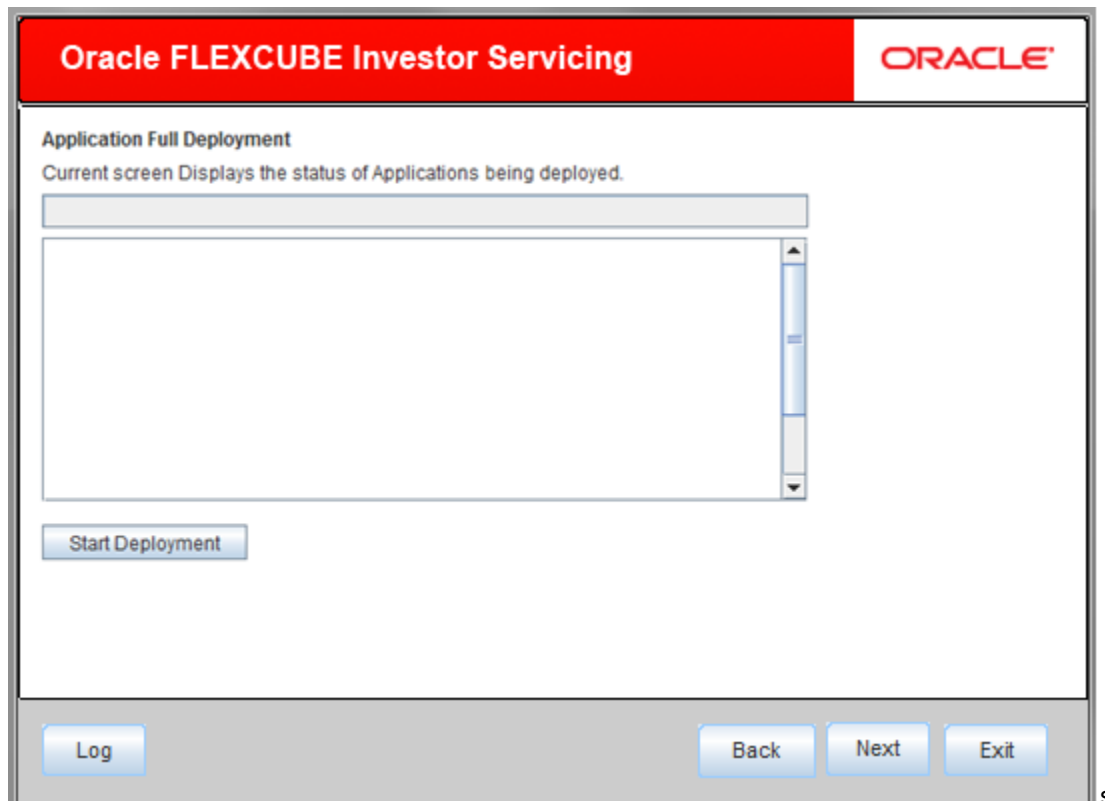 Oracle FLEXCUBE Investor Servicing
ORACLE
Application Full Deployment
Current screen Displays the status of Applications being deployed.
Start Deployment
Log
Back
Next
Exit
s